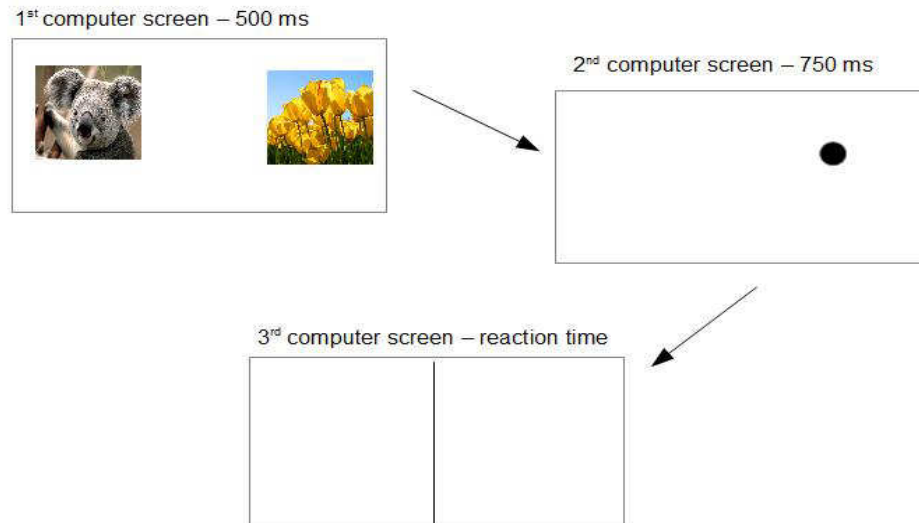 1st computer screen – 500 ms
2nd computer screen – 750 ms
3rd computer screen – reaction time